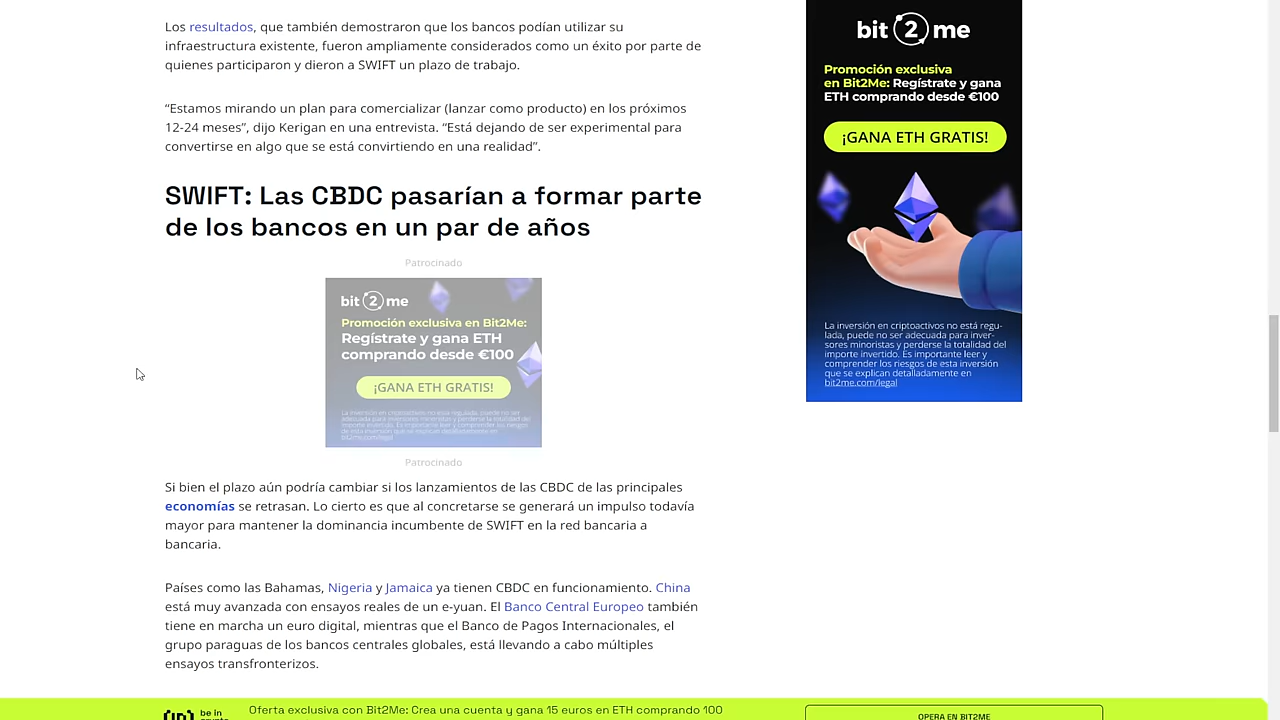 Los resultados, que también demostraron que los bancos podían utilizar su
infraestructura existente, fueron ampliamente considerados como un éxito por parte de
quienes participaron y dieron a SWIFT un plazo de trabajo.
“Estamos mirando un plan para comercializar (lanzar como producto) en los próximos
12-24 meses”, dijo Kerigan en una entrevista. “Está dejando de ser experimental para
convertirse en algo que se está convirtiendo en una realidad”.
SWIFT: Las CBDC pasarían a formar parte
de los bancos en un par de años
Patrocinado
bit 2 me
Promoción exclusiva en Bit2Me:
Regístrate y gana ETH
comprando desde €100
¡GANA ETH GRATIS!
La inversión en criptoactivos no está regulada, puede no ser
adecuada para inversores minoristas y perderse la totalidad del
importe invertido. Es importante leer y comprender los riesgos
de esta inversión que se explican detalladamente en
bit2me.com/legal
Patrocinado
Si bien el plazo aún podría cambiar si los lanzamientos de las CBDC de las principales
economías se retrasan. Lo cierto es que al concretarse se generará un impulso todavía
mayor para mantener la dominancia incumbente de SWIFT en la red bancaria a
bancaria.
Países como las Bahamas, Nigeria y Jamaica ya tienen CBDC en funcionamiento. China
está muy avanzada con ensayos reales de un e-yuan. El Banco Central Europeo también
tiene en marcha un euro digital, mientras que el Banco de Pagos Internacionales, el
grupo paraguas de los bancos centrales globales, está llevando a cabo múltiples
ensayos transfronterizos.
bit 2 me
Promoción exclusiva
en Bit2Me: Regístrate y gana
ETH comprando desde €100
¡GANA ETH GRATIS!
La inversión en criptoactivos no está regu-
lada, puede no ser adecuada para inver-
sores minoristas y perderse la totalidad del
importe invertido. Es importante leer y
comprender los riesgos de esta inversión
que se explican detalladamente en
bit2me.com/legal
be in
crypto
Oferta exclusiva con Bit2Me: Crea una cuenta y gana 15 euros en ETH comprando 100
OPERA EN BIT2ME